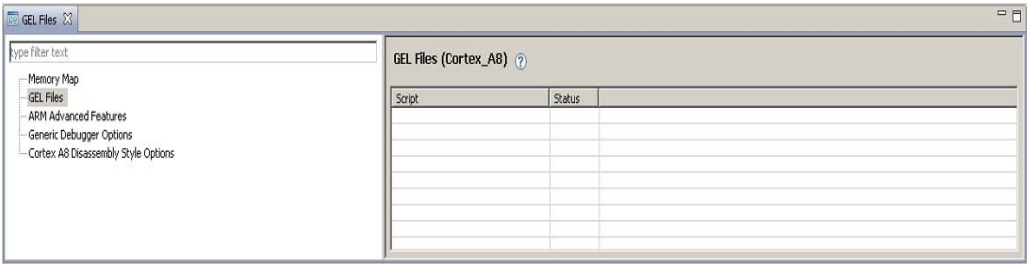 GEL Files
type filter text
Memory Map
GEL Files
ARM Advanced Features
Generic Debugger Options
Cortex A8 Disassembly Style Options
GEL Files (Cortex_A8)
Script Status